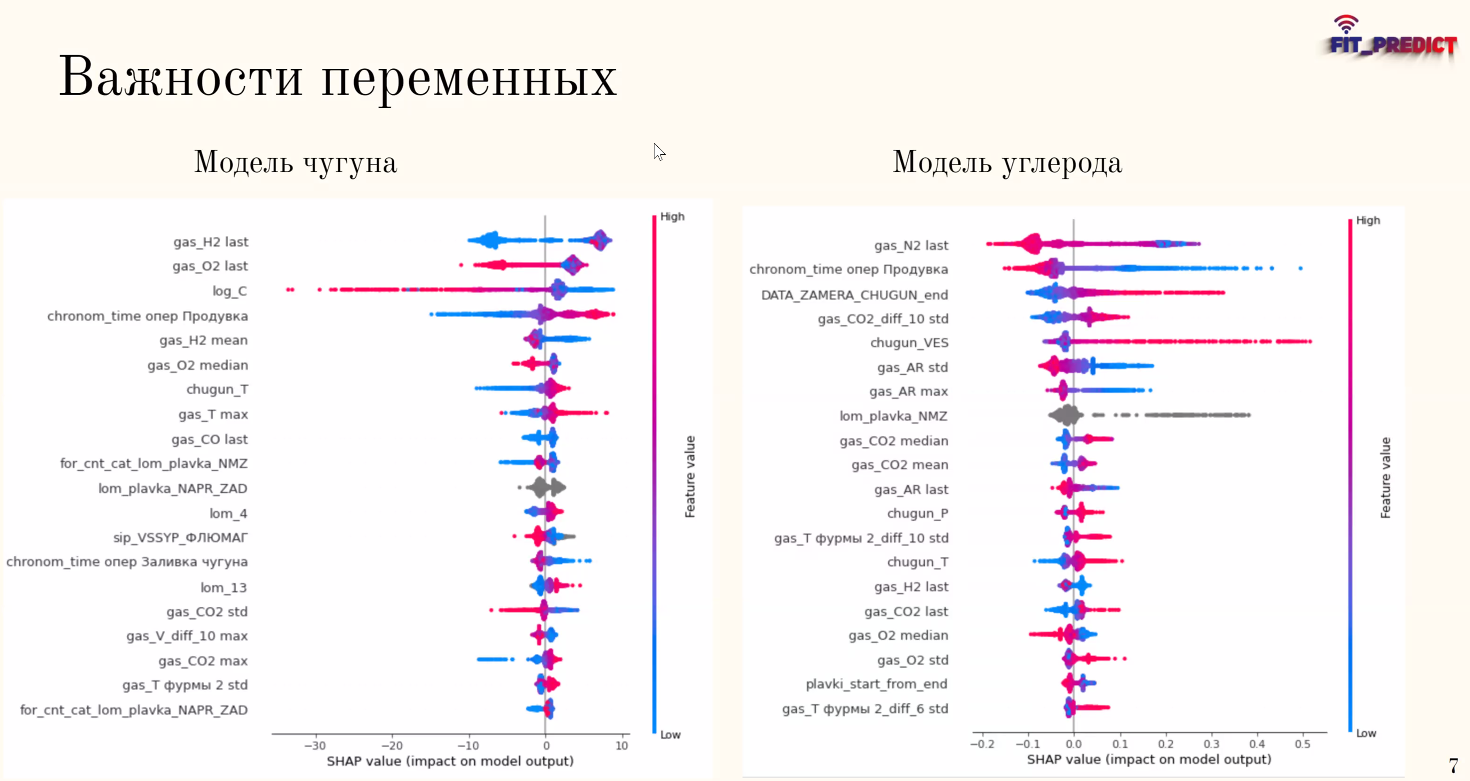 FIT_PREDICT
Важности переменных
Модель чугуна
High
gas_H2 last
gas_O2 last
log_C
chronom_time опер Продувка
gas_H2 mean
gas_O2 median
chugun_T
gas_T max
gas_CO last
for_cnt_cat_lom_plavka_NMZ
lom_plavka_NAPR_ZAD
lom_4
sip_VSSYP_ФЛЮМАГ
chronom_time опер Заливка чугуна
lom_13
gas_CO2 std
gas_V_diff_10 max
gas_CO2 max
gas_T фурмы 2 std
for_cnt_cat_lom_plavka_NAPR_ZAD
Feature value
Low
−30 −20 −10 0 10
SHAP value (impact on model output)
Модель углерода
High
gas_N2 last
chronom_time опер Продувка
DATA_ZAMERA_CHUGUN_end
gas_CO2_diff_10 std
chugun_VES
gas_AR std
gas_AR max
lom_plavka_NMZ
gas_CO2 median
gas_CO2 mean
gas_AR last
chugun_P
gas_T фурмы 2_diff_10 std
chugun_T
gas_H2 last
gas_CO2 last
gas_O2 median
gas_O2 std
plavki_start_from_end
gas_T фурмы 2_diff_6 std
Feature value
Low
−0.2 −0.1 0.0 0.1 0.2 0.3 0.4 0.5
SHAP value (impact on model output)
7